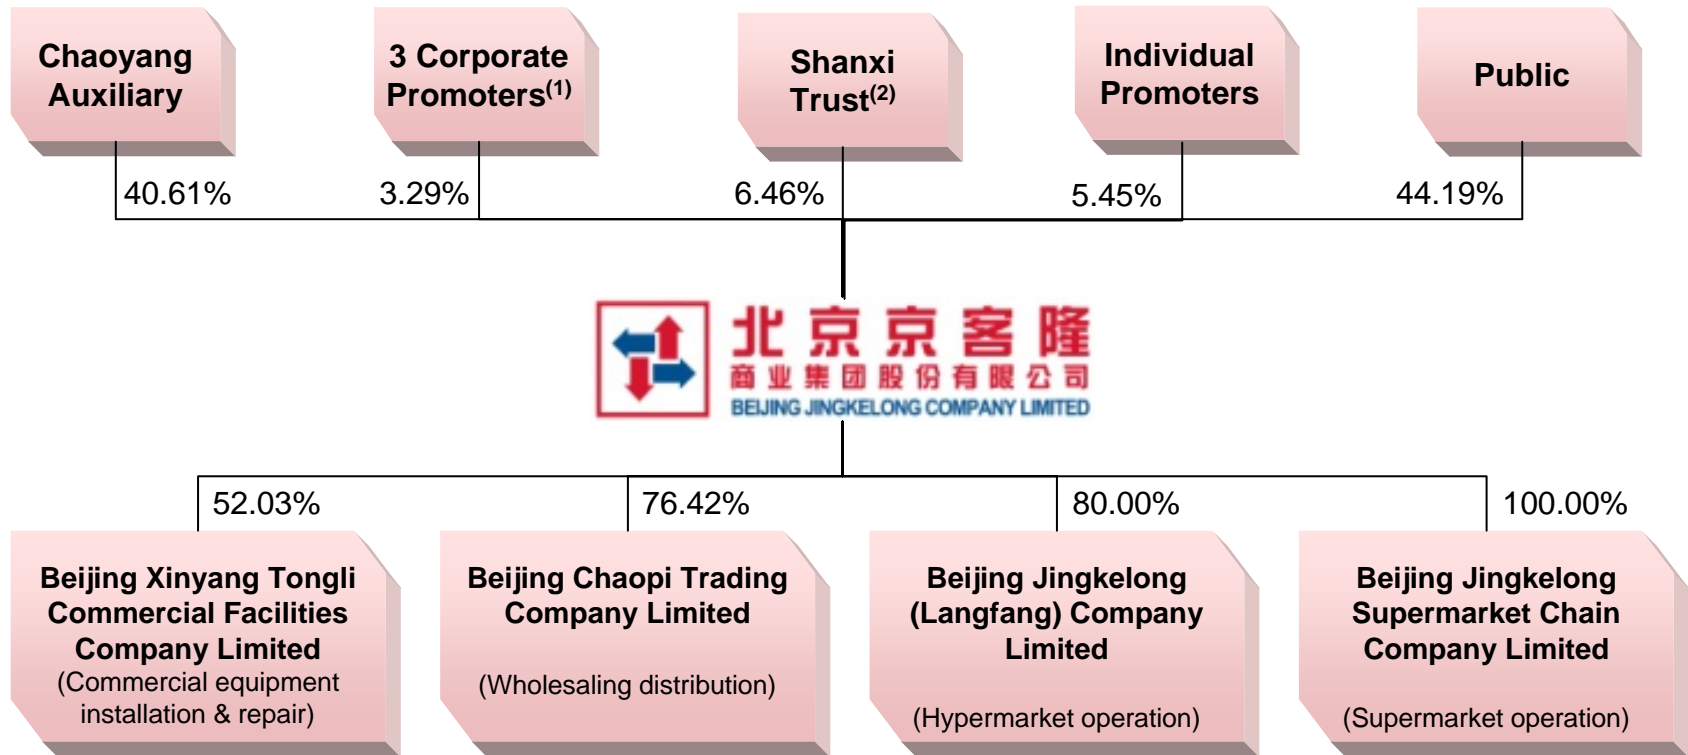 Chaoyang
Auxiliary
3 Corporate
Promoters(1)
Shanxi
Trust(2)
Individual
Promoters
Public
40.61%
3.29%
6.46%
5.45%
44.19%
北京京客隆
商业集团股份有限公司
BEIJING JINGKELONG COMPANY LIMITED
52.03%
76.42%
80.00%
100.00%
Beijing Xinyang Tongli
Commercial Facilities
Company Limited
(Commercial equipment
installation & repair)
Beijing Chaopi Trading
Company Limited
(Wholesaling distribution)
Beijing Jingkelong
(Langfang) Company
Limited
(Hypermarket operation)
Beijing Jingkelong
Supermarket Chain
Company Limited
(Supermarket operation)